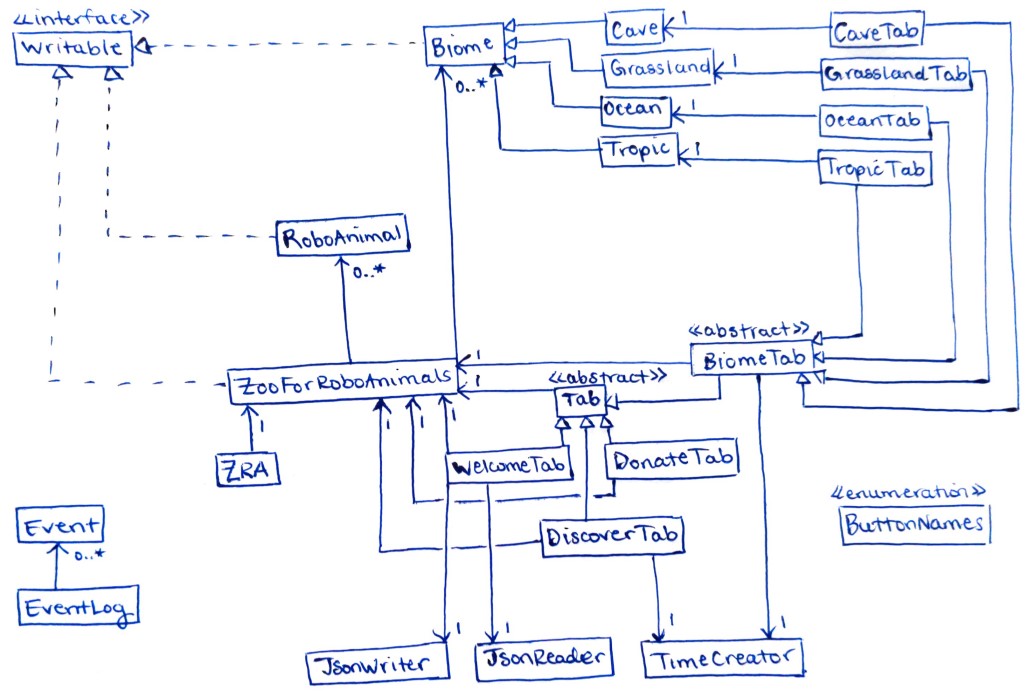 <<interface>>
Writable
Biome
0..*
Cave
1
CaveTab
Grassland
1
GrasslandTab
Ocean
1
OceanTab
Tropic
1
TropicTab
RoboAnimal
0..*
<<abstract>>
BiomeTab
1
ZooForRoboAnimals
1
<<abstract>>
Tab
1
1
1
1
ZRA
WelcomeTab
DonateTab
<<enumeration>>
ButtonNames
Event
0..*
EventLog
DiscoverTab
1
1
1
1
JsonWriter
JsonReader
TimeCreator